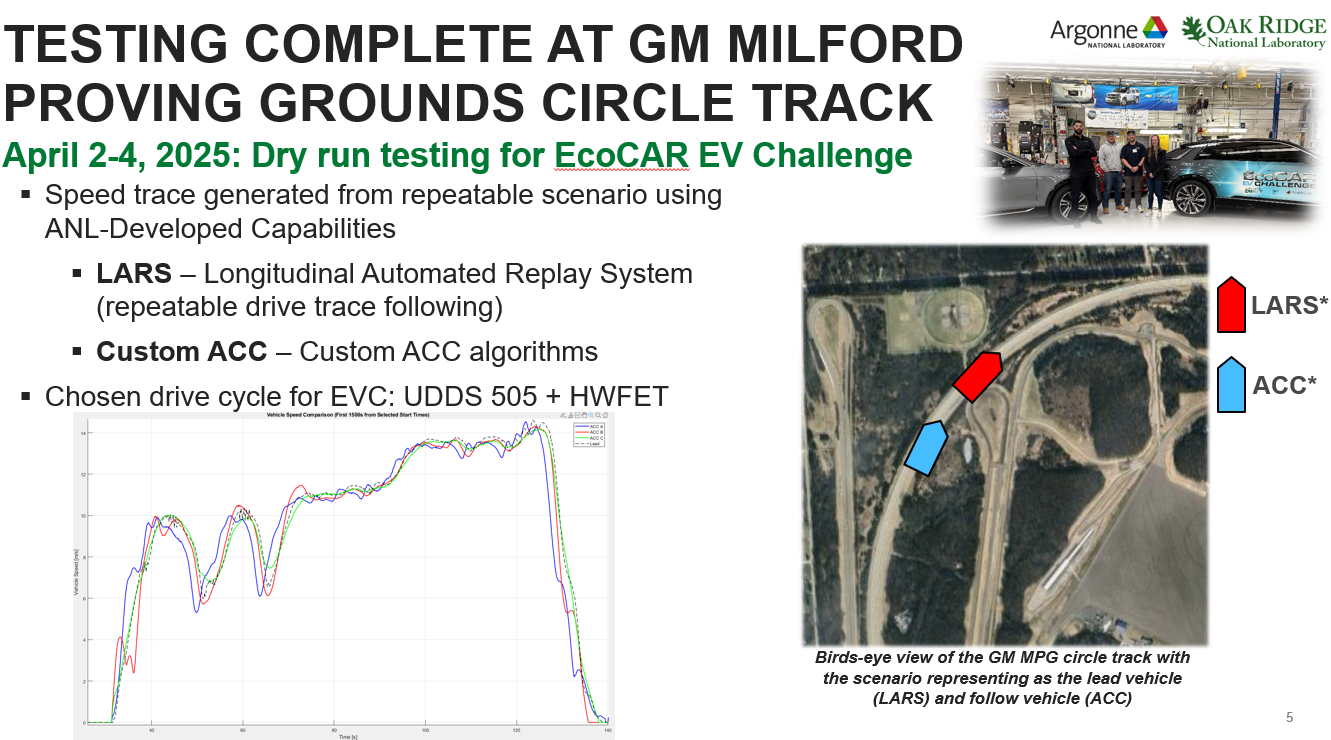 TESTING COMPLETE AT GM MILFORD
PROVING GROUNDS CIRCLE TRACK
April 2-4, 2025: Dry run testing for EcoCAR EV Challenge
Argonne
NATIONAL LABORATORY
OAK RIDGE
National Laboratory
EcoCAR
EV CHALLENGE
▪ Speed trace generated from repeatable scenario using
ANL-Developed Capabilities
▪ LARS – Longitudinal Automated Replay System
(repeatable drive trace following)
▪ Custom ACC – Custom ACC algorithms
▪ Chosen drive cycle for EVC: UDDS 505 + HWFET
Vehicle Speed Comparison (First 1500s from Selected Start Times)
ACC A
ACC B
ACC C
Lead
Vehicle Speed [m/s]
14
12
10
8
6
4
2
0
40
60
80
100
120
140
Time [s]
LARS*
ACC*
Birds-eye view of the GM MPG circle track with
the scenario representing as the lead vehicle
(LARS) and follow vehicle (ACC)
5